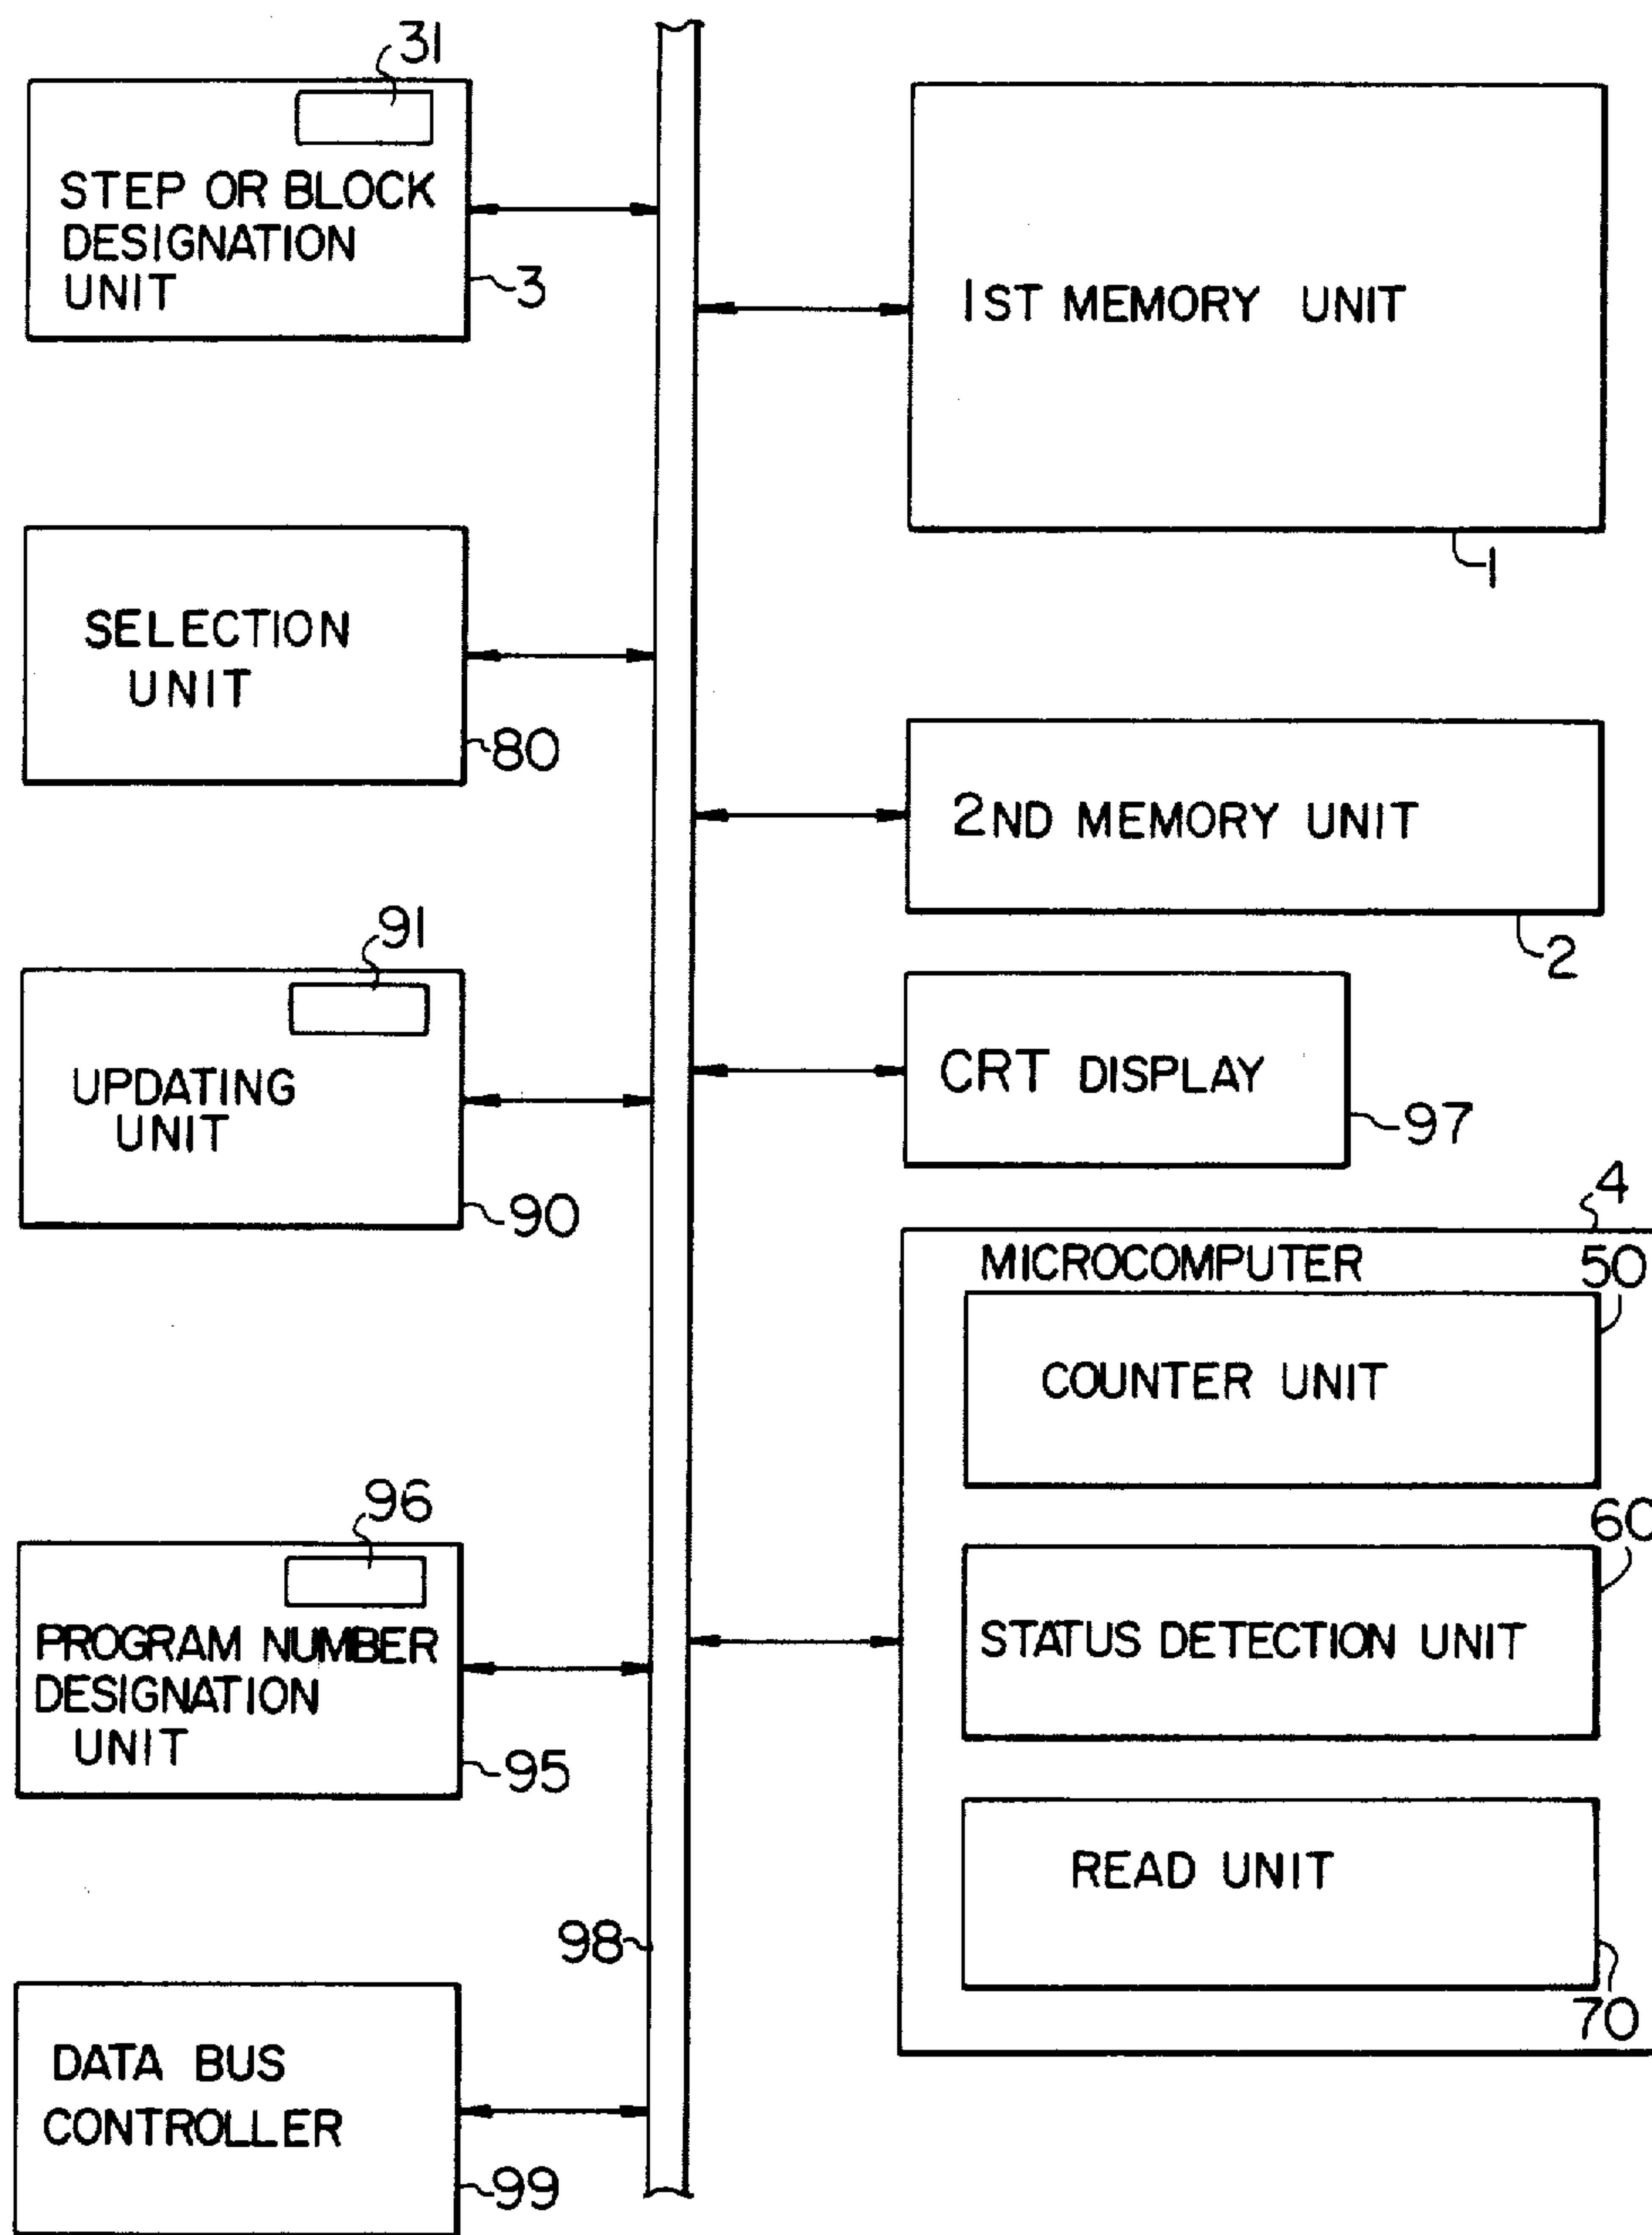 31
STEP OR BLOCK
DESIGNATION
UNIT
3
1ST MEMORY UNIT
1
SELECTION
UNIT
80
2ND MEMORY UNIT
2
91
UPDATING
UNIT
90
CRT DISPLAY
97
4
MICROCOMPUTER
50
COUNTER UNIT
96
PROGRAM NUMBER
DESIGNATION
UNIT
95
60
STATUS DETECTION UNIT
READ UNIT
70
98
DATA BUS
CONTROLLER
99